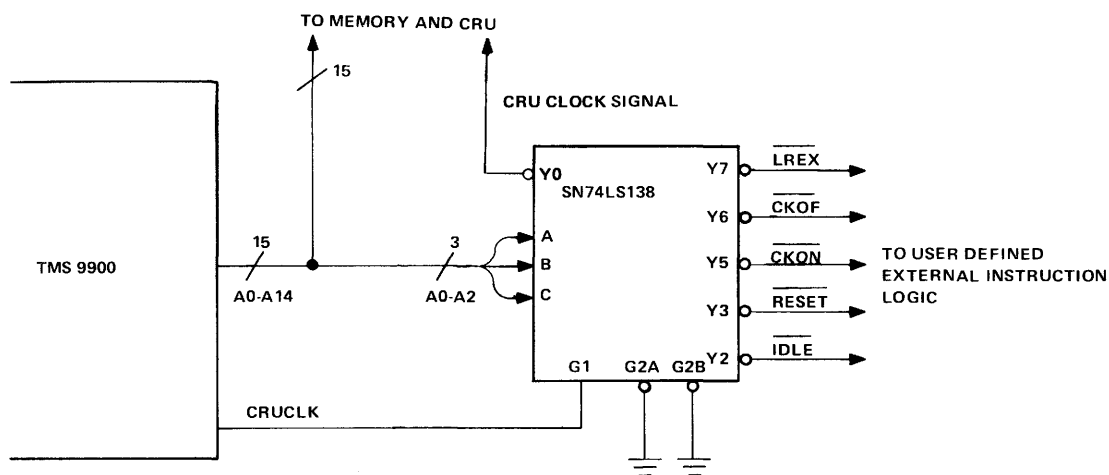 TO MEMORY AND CRU
15
CRU CLOCK SIGNAL
Y0
SN74LS138
Y7
LREX
Y6
CKOF
TMS 9900
15
A0-A14
3
A0-A2
A
B
C
Y5
CKON
TO USER DEFINED
EXTERNAL INSTRUCTION
LOGIC
Y3
RESET
Y2
IDLE
G1
G2A
G2B
CRUCLK